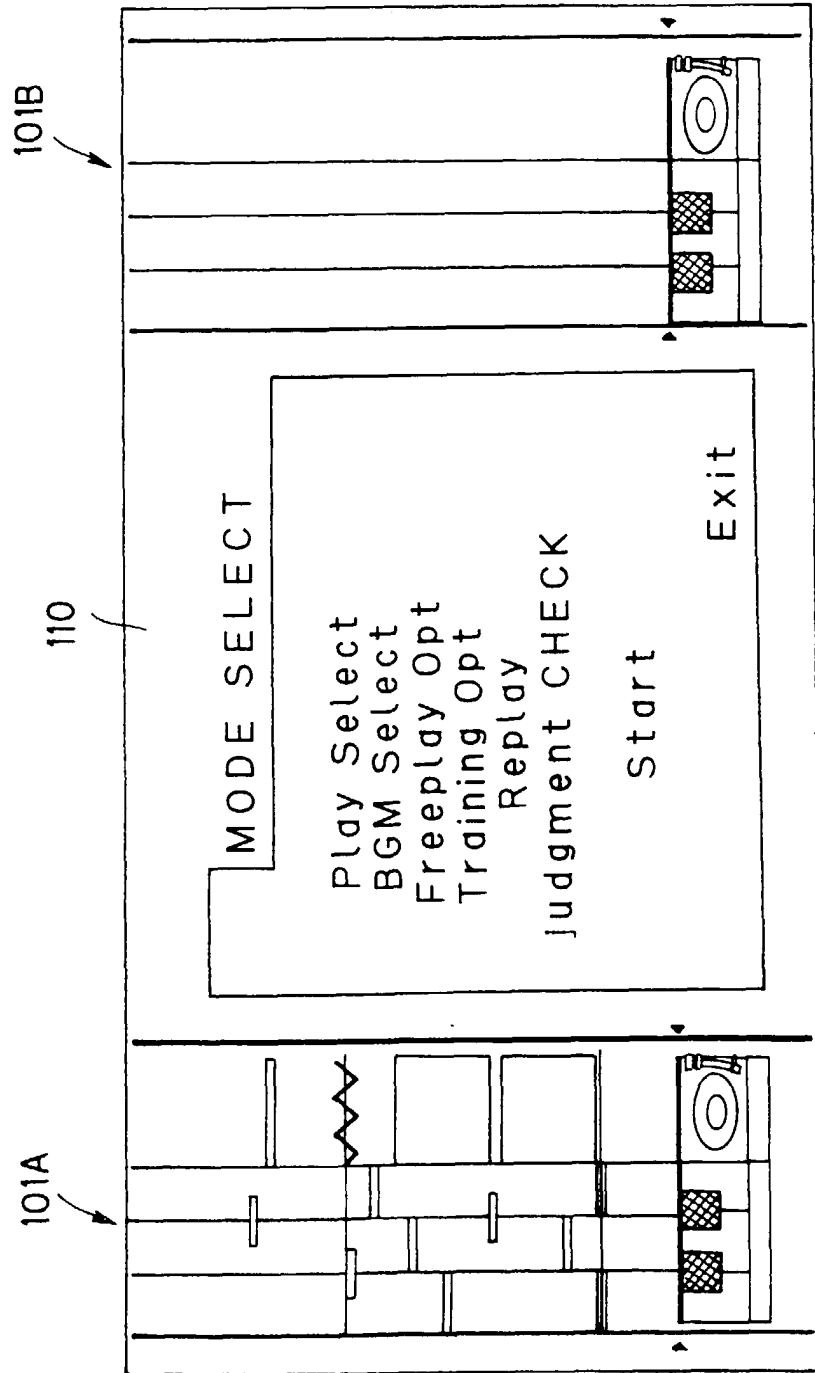 101A
110
101B
MODE SELECT
Play Select
BGM Select
Freeplay Opt
Training Opt
Replay
Judgment CHECK
Start
Exit